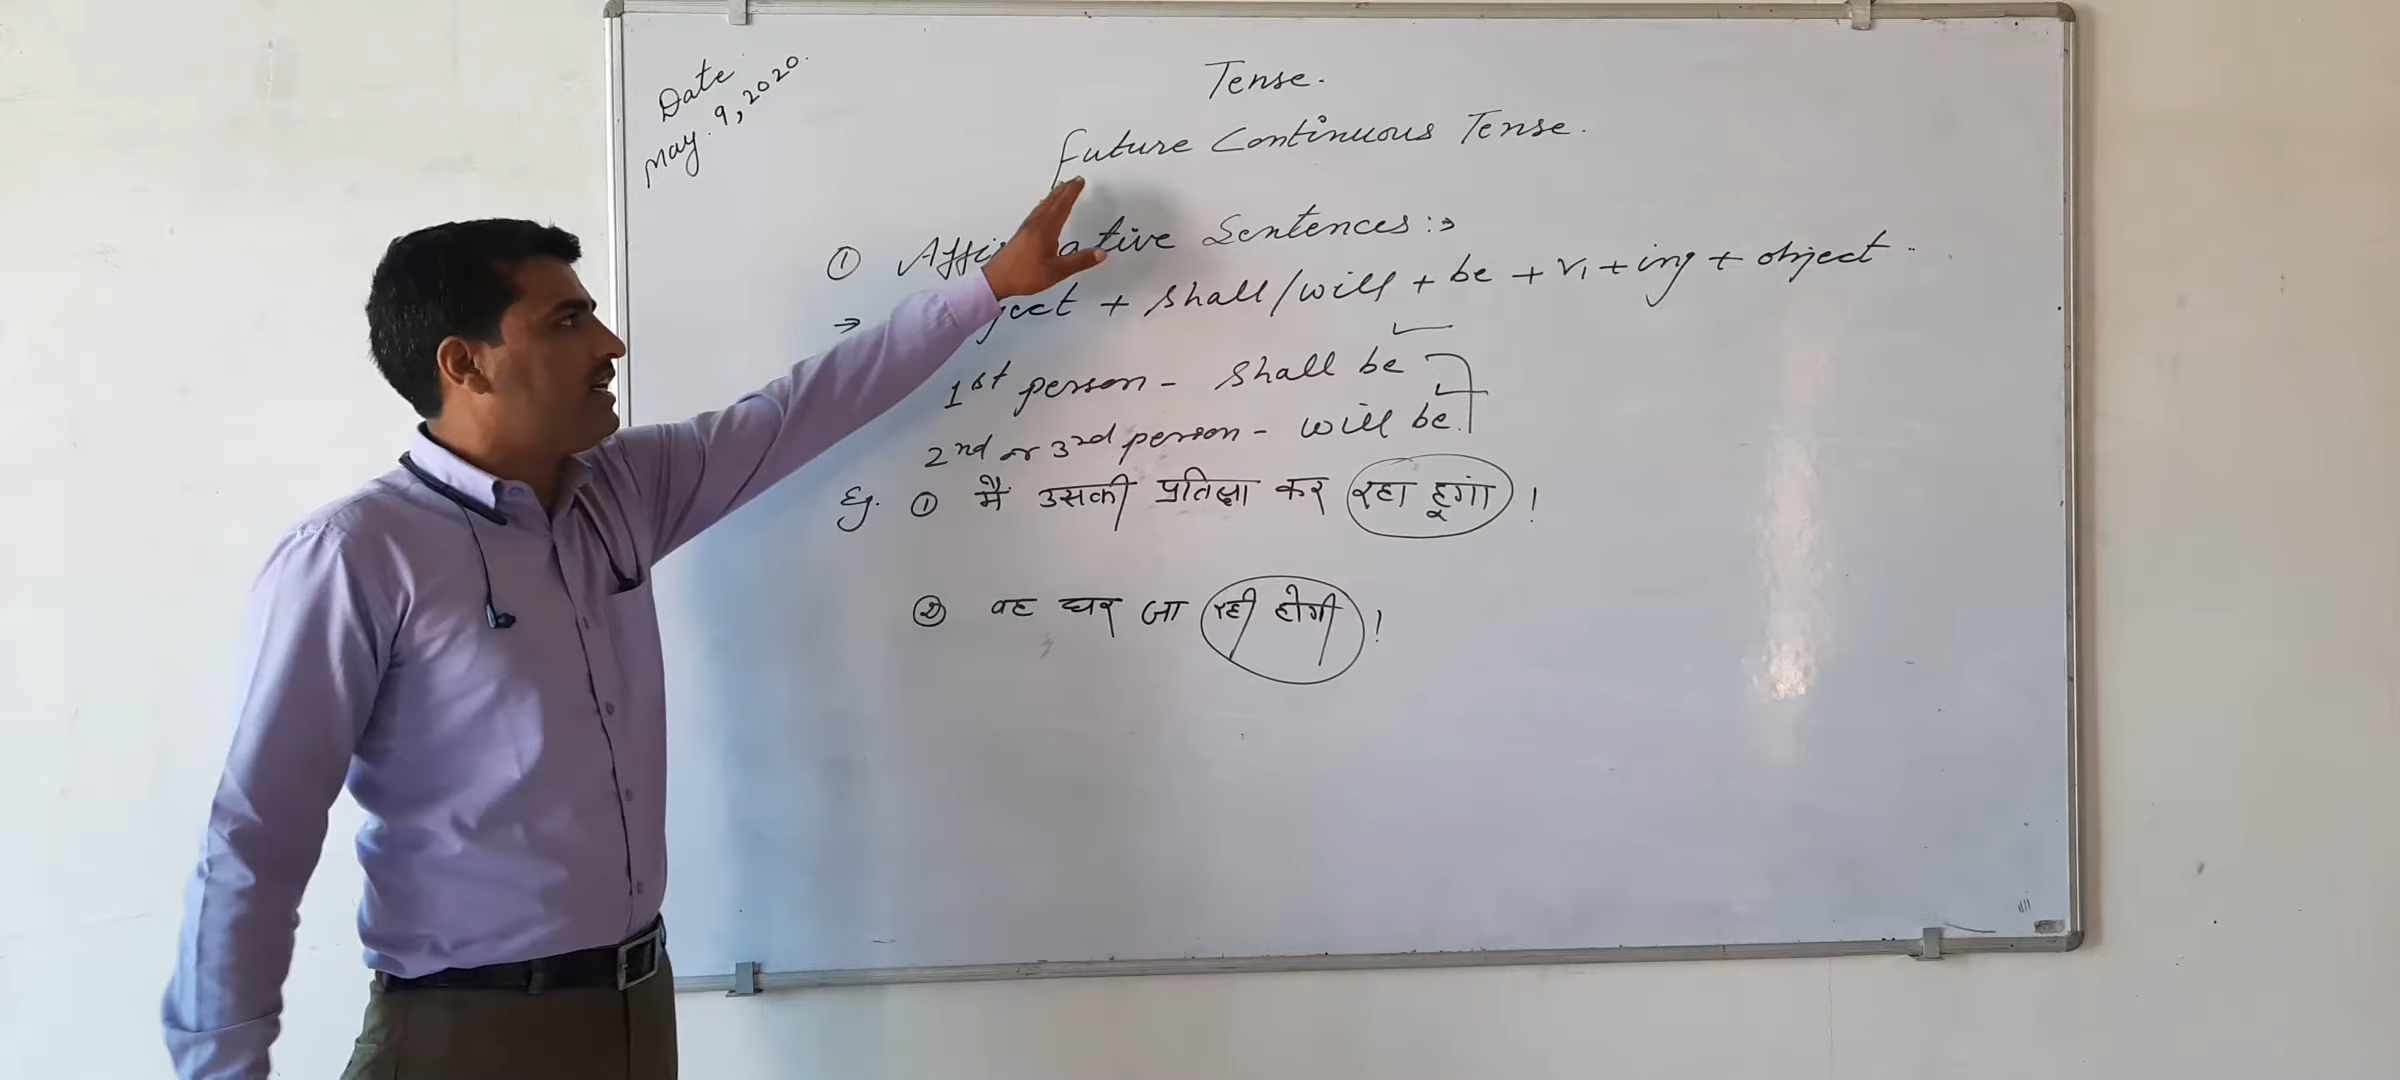 Date
May. 9, 2020.
Tense.
Future Continuous Tense.
① Affi ative Sentences :→
→ ject + shall/will + be + V₁ + ing + object.
1st person - shall be
2nd or 3rd person - will be.
Eg. ① मैं उसकी प्रतिक्षा कर रहा हूगां !
② वह घर जा रही होगी !